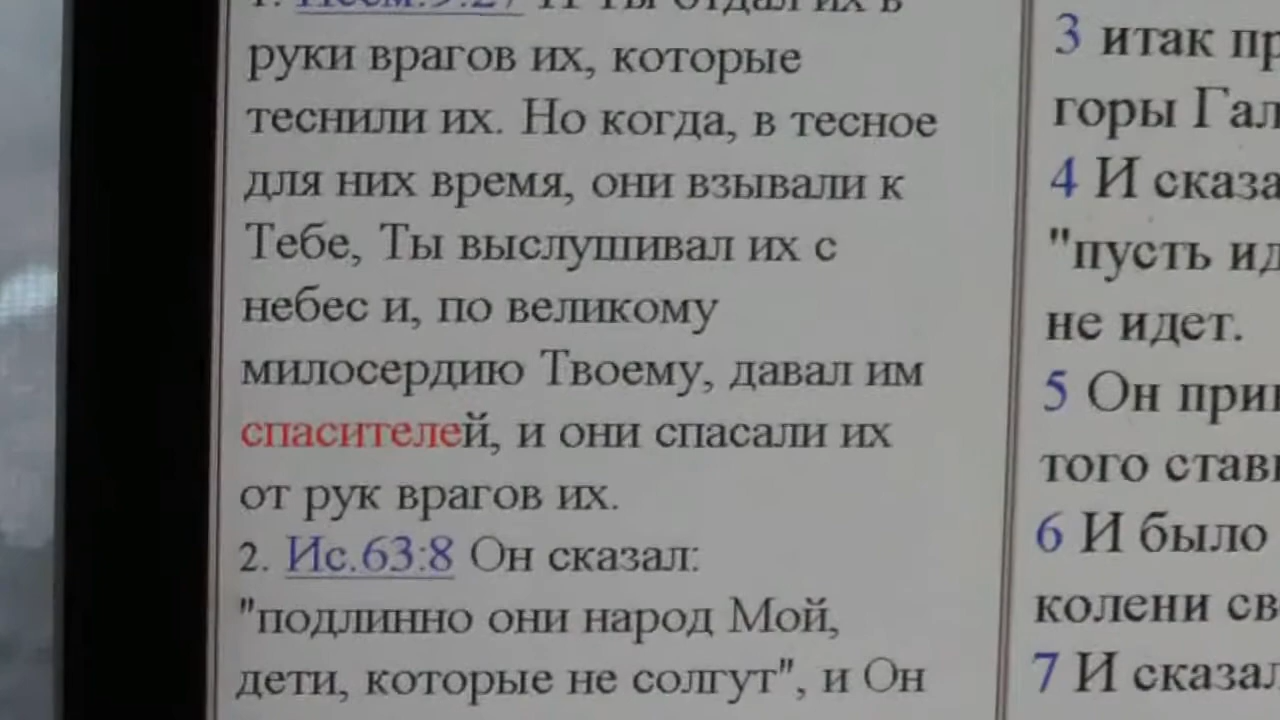 руки врагов их, которые
теснили их. Но когда, в тесное
для них время, они взывали к
Тебе, Ты выслушивал их с
небес и, по великому
милосердию Твоему, давал им
спасителей, и они спасали их
от рук врагов их.
2. Ис.63:8 Он сказал:
"подлинно они народ Мой,
дети, которые не солгут", и Он
3 итак пр
горы Гал
4 И сказа
"пусть ид
не идет.
5 Он при
того став
6 И было
колени св
7 И сказал